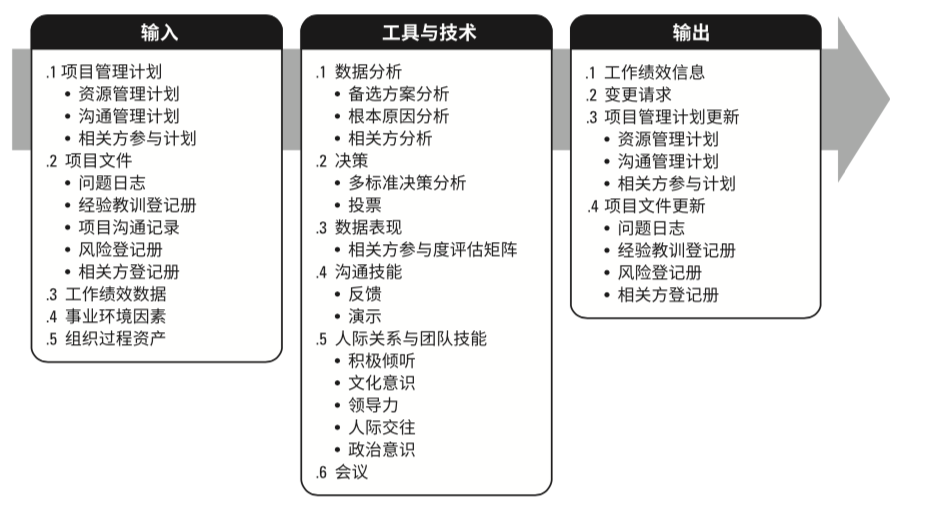 输入
.1 项目管理计划
• 资源管理计划
• 沟通管理计划
• 相关方参与计划
.2 项目文件
• 问题日志
• 经验教训登记册
• 项目沟通记录
• 风险登记册
• 相关方登记册
.3 工作绩效数据
.4 事业环境因素
.5 组织过程资产
工具与技术
.1 数据分析
• 备选方案分析
• 根本原因分析
• 相关方分析
.2 决策
• 多标准决策分析
• 投票
.3 数据表现
• 相关方参与度评估矩阵
.4 沟通技能
• 反馈
• 演示
.5 人际关系与团队技能
• 积极倾听
• 文化意识
• 领导力
• 人际交往
• 政治意识
.6 会议
输出
.1 工作绩效信息
.2 变更请求
.3 项目管理计划更新
• 资源管理计划
• 沟通管理计划
• 相关方参与计划
.4 项目文件更新
• 问题日志
• 经验教训登记册
• 风险登记册
• 相关方登记册